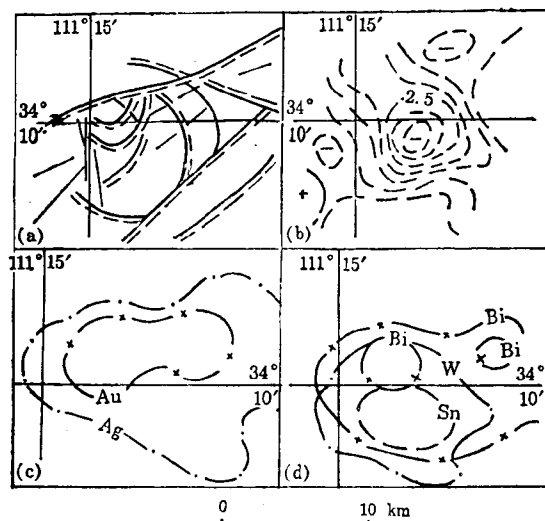 111° 15′
34°
10′
(a)
111° 15′
34°
10′
2.5
−
−
−
+
(b)
111° 15′
34°
10′
Au
Ag
(c)
111° 15′
34°
10′
Bi
Bi
Bi
W
Sn
(d)
0 10 km